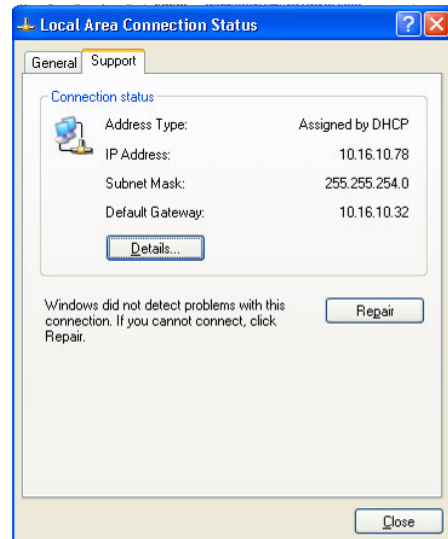 Local Area Connection Status
General Support
Connection status
Address Type: Assigned by DHCP
IP Address: 10.16.10.78
Subnet Mask: 255.255.254.0
Default Gateway: 10.16.10.32
Details...
Windows did not detect problems with this
connection. If you cannot connect, click
Repair.
Repair
Close